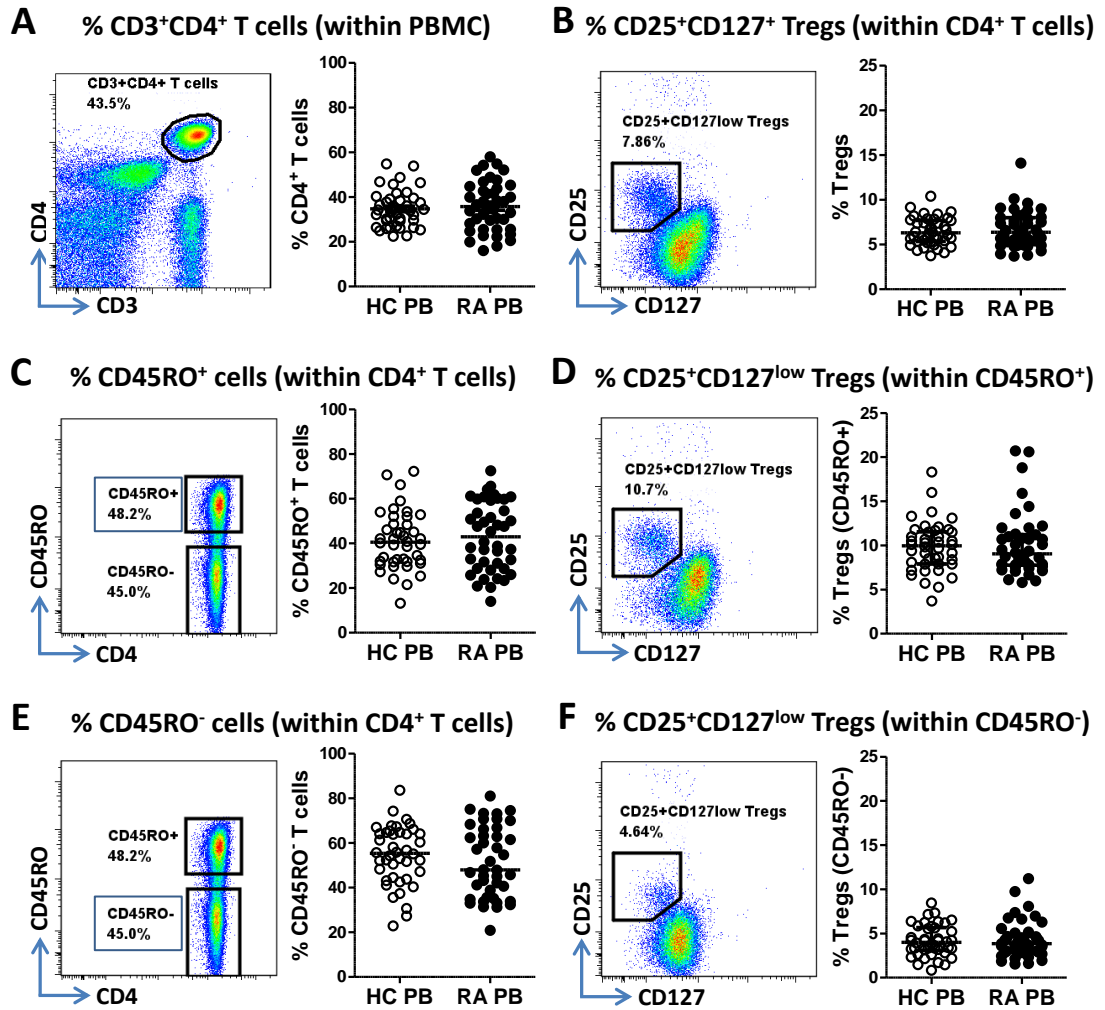 A % CD3⁺CD4⁺ T cells (within PBMC)
CD3+CD4+ T cells
43.5%
CD4
CD3
% CD4⁺ T cells
100
80
60
40
20
0
HC PB RA PB
B % CD25⁺CD127⁺ Tregs (within CD4⁺ T cells)
CD25+CD127low Tregs
7.86%
CD25
CD127
% Tregs
25
20
15
10
5
0
HC PB RA PB
C % CD45RO⁺ cells (within CD4⁺ T cells)
CD45RO+
48.2%
CD45RO-
45.0%
CD45RO
CD4
% CD45RO⁺ T cells
100
80
60
40
20
0
HC PB RA PB
D % CD25⁺CD127ˡᵒʷ Tregs (within CD45RO⁺)
CD25+CD127low Tregs
10.7%
CD25
CD127
% Tregs (CD45RO+)
25
20
15
10
5
0
HC PB RA PB
E % CD45RO⁻ cells (within CD4⁺ T cells)
CD45RO+
48.2%
CD45RO-
45.0%
CD45RO
CD4
% CD45RO⁻ T cells
100
80
60
40
20
0
HC PB RA PB
F % CD25⁺CD127ˡᵒʷ Tregs (within CD45RO⁻)
CD25+CD127low Tregs
4.64%
CD25
CD127
% Tregs (CD45RO-)
25
20
15
10
5
0
HC PB RA PB